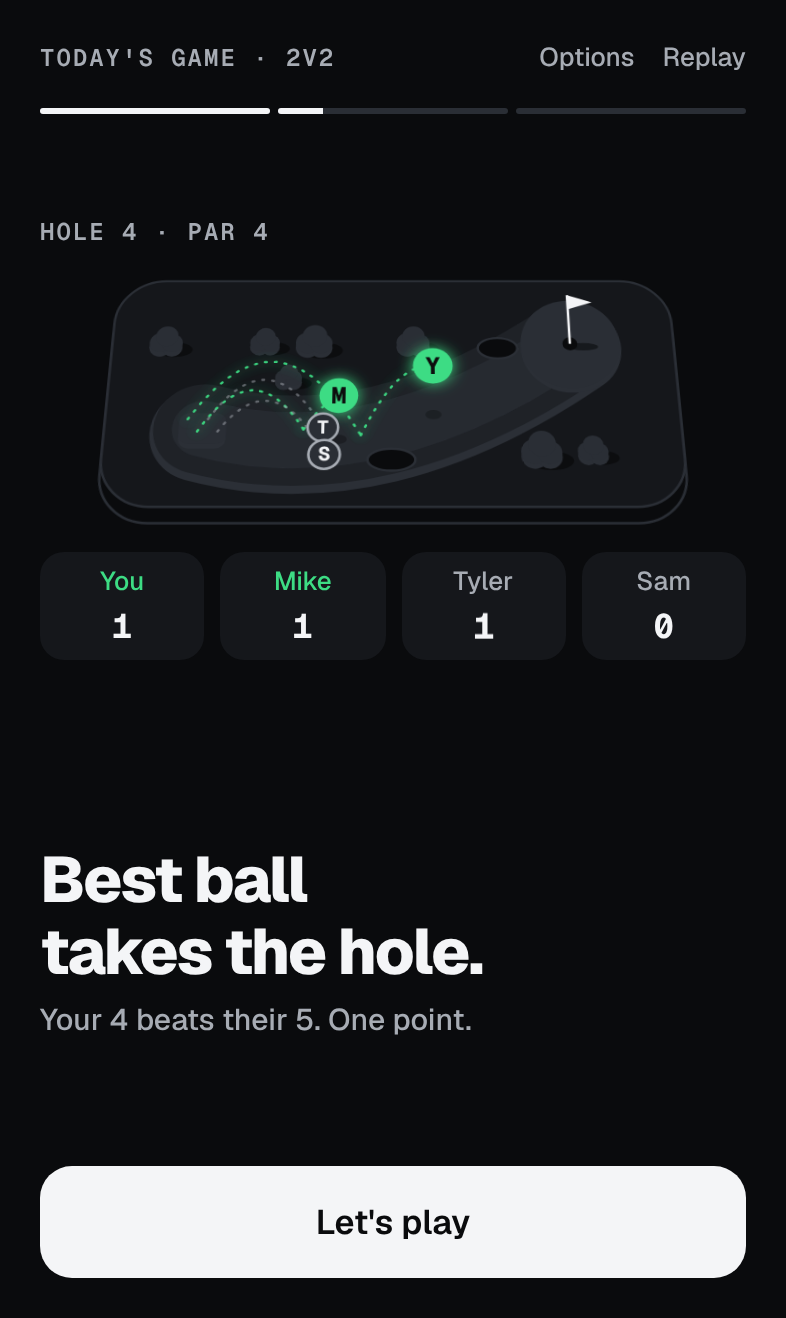 TODAY'S GAME · 2V2
Options
Replay
HOLE 4 · PAR 4
Y
M
T
S
You
Mike
Tyler
Sam
1
1
1
0
Best ball
takes the hole.
Your 4 beats their 5. One point.
Let's play